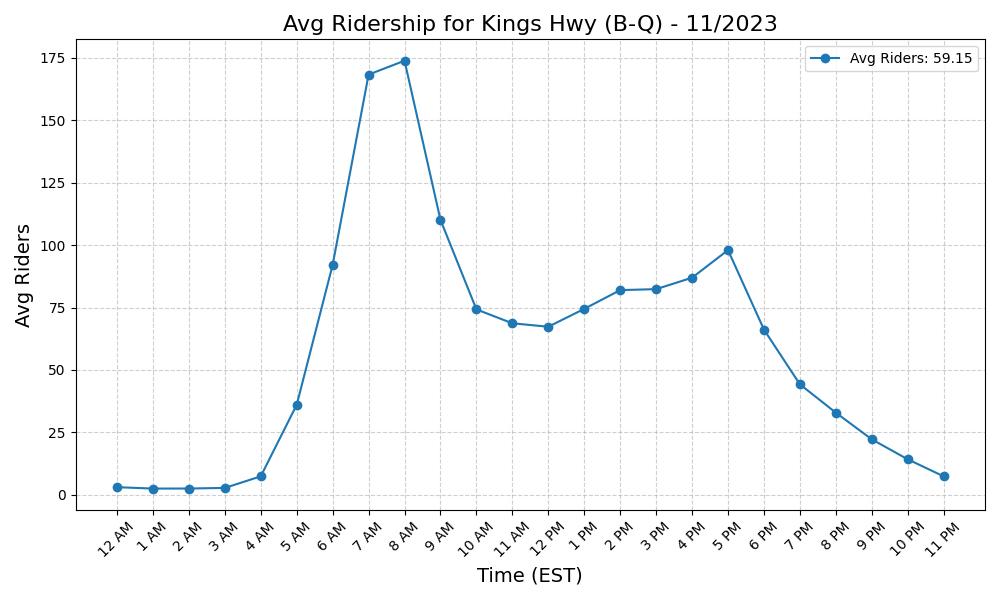 Avg Ridership for Kings Hwy (B-Q) - 11/2023
Avg Riders: 59.15
Avg Riders
175
150
125
100
75
50
25
0
12 AM
1 AM
2 AM
3 AM
4 AM
5 AM
6 AM
7 AM
8 AM
9 AM
10 AM
11 AM
12 PM
1 PM
2 PM
3 PM
4 PM
5 PM
6 PM
7 PM
8 PM
9 PM
10 PM
11 PM
Time (EST)